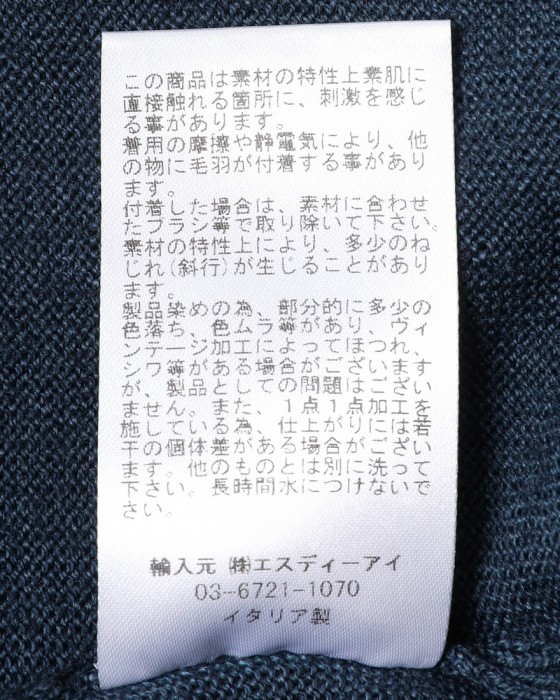 この商品は素材の特性上素肌に
直接触れる箇所に、刺激を感じ
る事があります。
着用の摩擦や静電気により、他
の物に毛羽が付着する事があり
ます。
付着した場合は、素材に合わせ
たブラシ等で取り除いて下さい。
素材の特性上により、多少のね
じれ(斜行)が生じることがあり
ます。
製品染めの為、部分的に多少の
色落ち、色ムラ等があり、ヴィ
ンテージ加工によってほつれ、
シワ等がある場合がございます
が、製品としての問題はござい
ません。また、1点1点加工を
施している為、仕上がりには若
干の個体差がある場合がござい
ます。他のものとは別に洗って
下さい。長時間水につけないで
さい。
輸入元 ㈱エスディーアイ
03-6721-1070
イタリア製